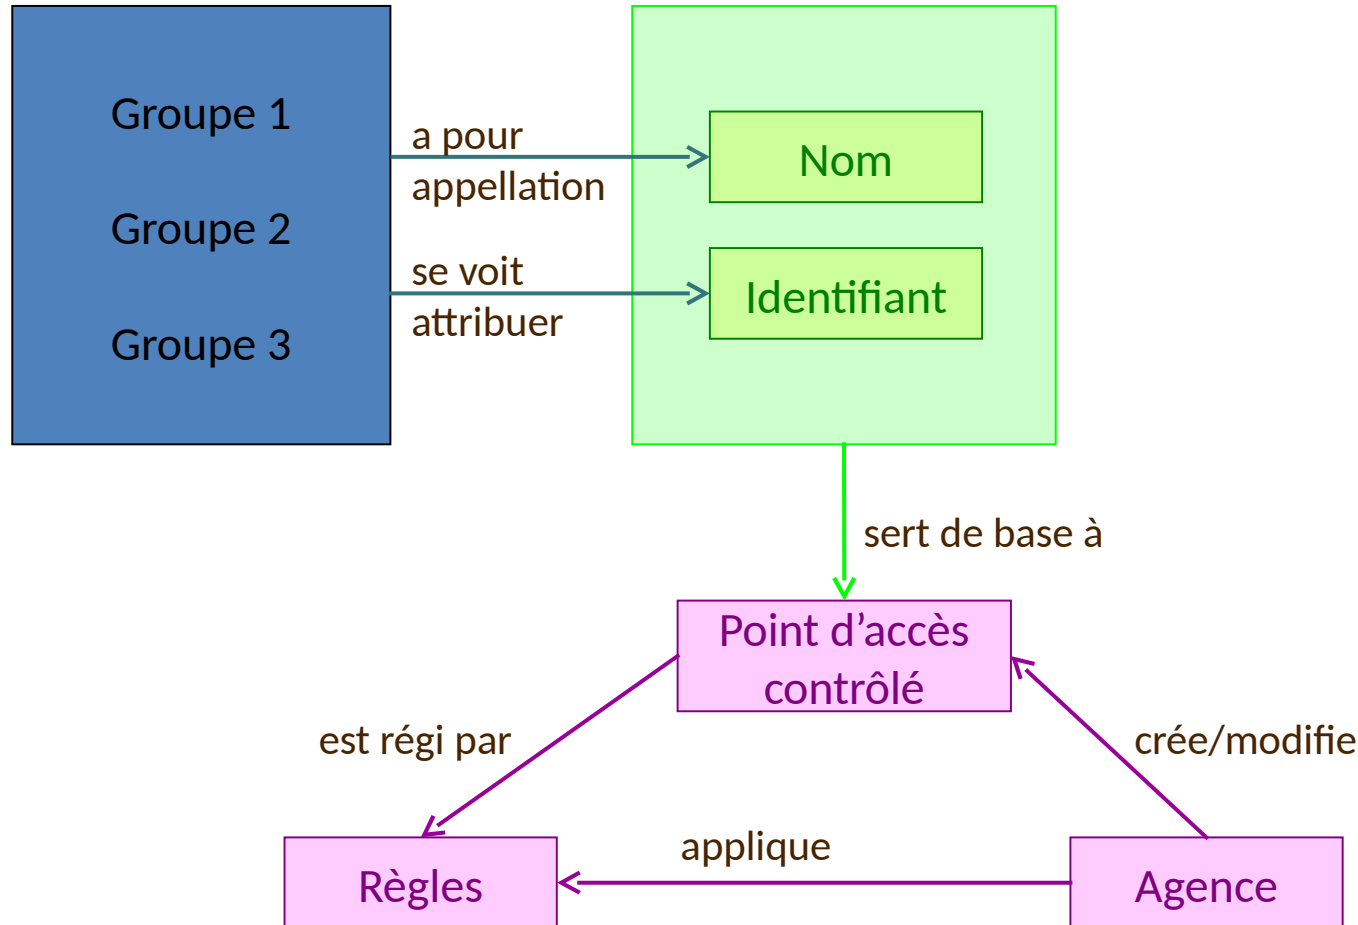 Groupe 1
Groupe 2
Groupe 3
a pour
appellation
se voit
attribuer
Nom
Identifiant
sert de base à
Point d’accès
contrôlé
est régi par
crée/modifie
applique
Règles
Agence